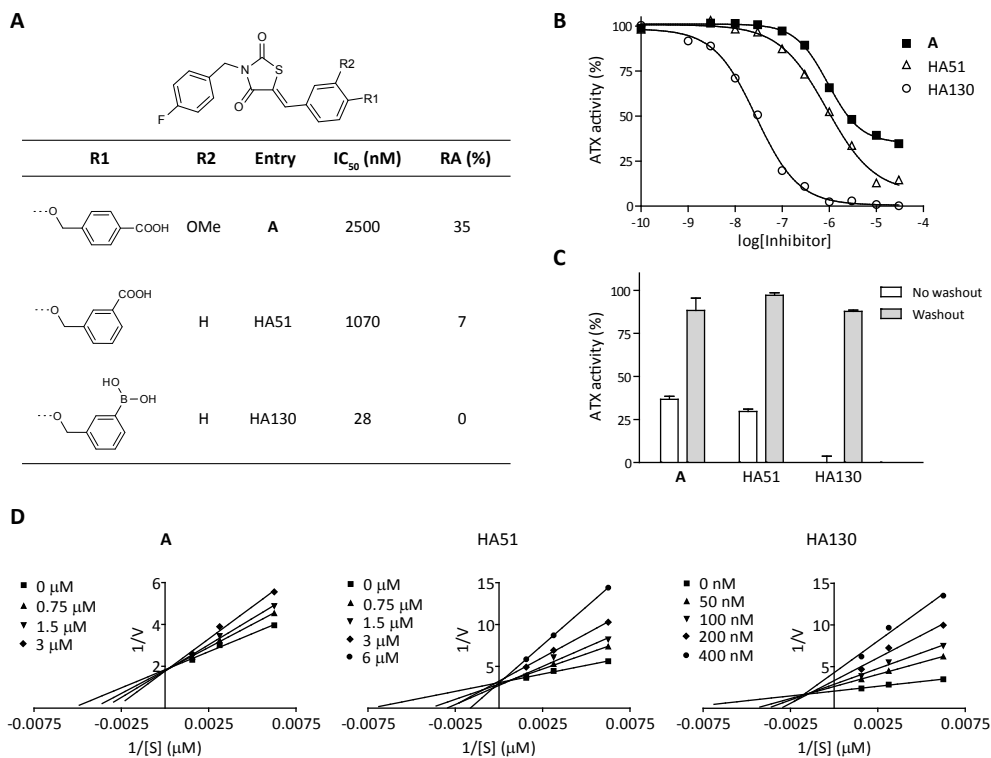 A
O
R2
N
S
R1
O
F
R1 R2 Entry IC50 (nM) RA (%)
O COOH OMe A 2500 35
O COOH H HA51 1070 7
HO B OH O H HA130 28 0
B
ATX activity (%)
100
75
50
25
0
-10 -9 -8 -7 -6 -5 -4
log[Inhibitor]
A
HA51
HA130
C
ATX activity (%)
100
75
50
25
0
A HA51 HA130
No washout
Washout
D
A
0 μM
0.75 μM
1.5 μM
3 μM
1/V
6
4
2
-0.0075 -0.0025 0.0025 0.0075
1/[S] (μM)
HA51
0 μM
0.75 μM
1.5 μM
3 μM
6 μM
1/V
15
10
5
-0.0075 -0.0025 0.0025 0.0075
1/[S] (μM)
HA130
0 nM
50 nM
100 nM
200 nM
400 nM
1/V
15
10
5
-0.0075 -0.0025 0.0025 0.0075
1/[S] (μM)